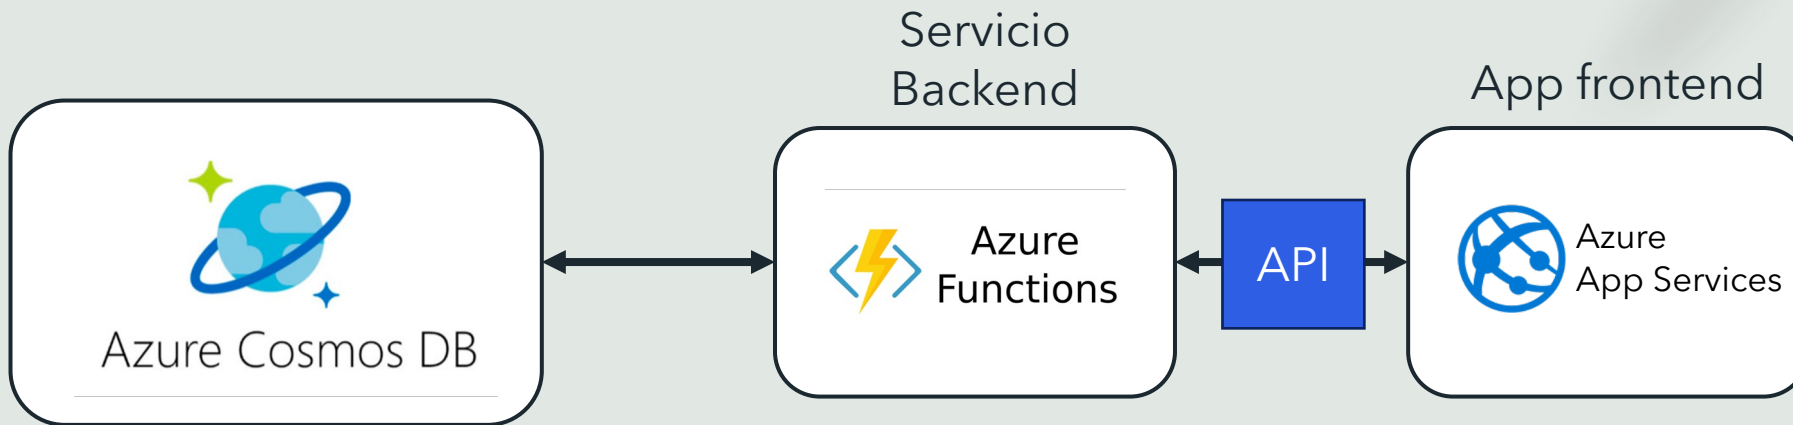 Servicio
Backend
App frontend
Azure Cosmos DB
Azure
Functions
API
Azure
App Services